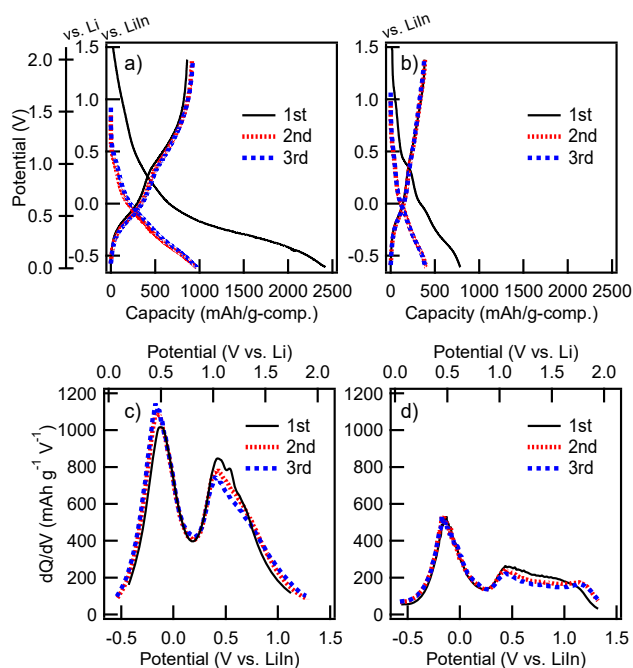 vs. Li vs. LiIn
Potential (V)
2.0
1.5
1.0
0.5
0.0
1.5
1.0
0.5
0.0
-0.5
a)
1st
2nd
3rd
0 500 1000 1500 2000 2500
Capacity (mAh/g-comp.)
vs. LiIn
1.5
1.0
0.5
0.0
-0.5
b)
1st
2nd
3rd
0 500 1000 1500 2000 2500
Capacity (mAh/g-comp.)
Potential (V vs. Li)
0.0 0.5 1.0 1.5 2.0
dQ/dV (mAh g⁻¹ V⁻¹)
1200
1000
800
600
400
200
0
c)
1st
2nd
3rd
-0.5 0.0 0.5 1.0 1.5
Potential (V vs. LiIn)
Potential (V vs. Li)
0.0 0.5 1.0 1.5 2.0
1200
1000
800
600
400
200
0
d)
1st
2nd
3rd
-0.5 0.0 0.5 1.0 1.5
Potential (V vs. LiIn)